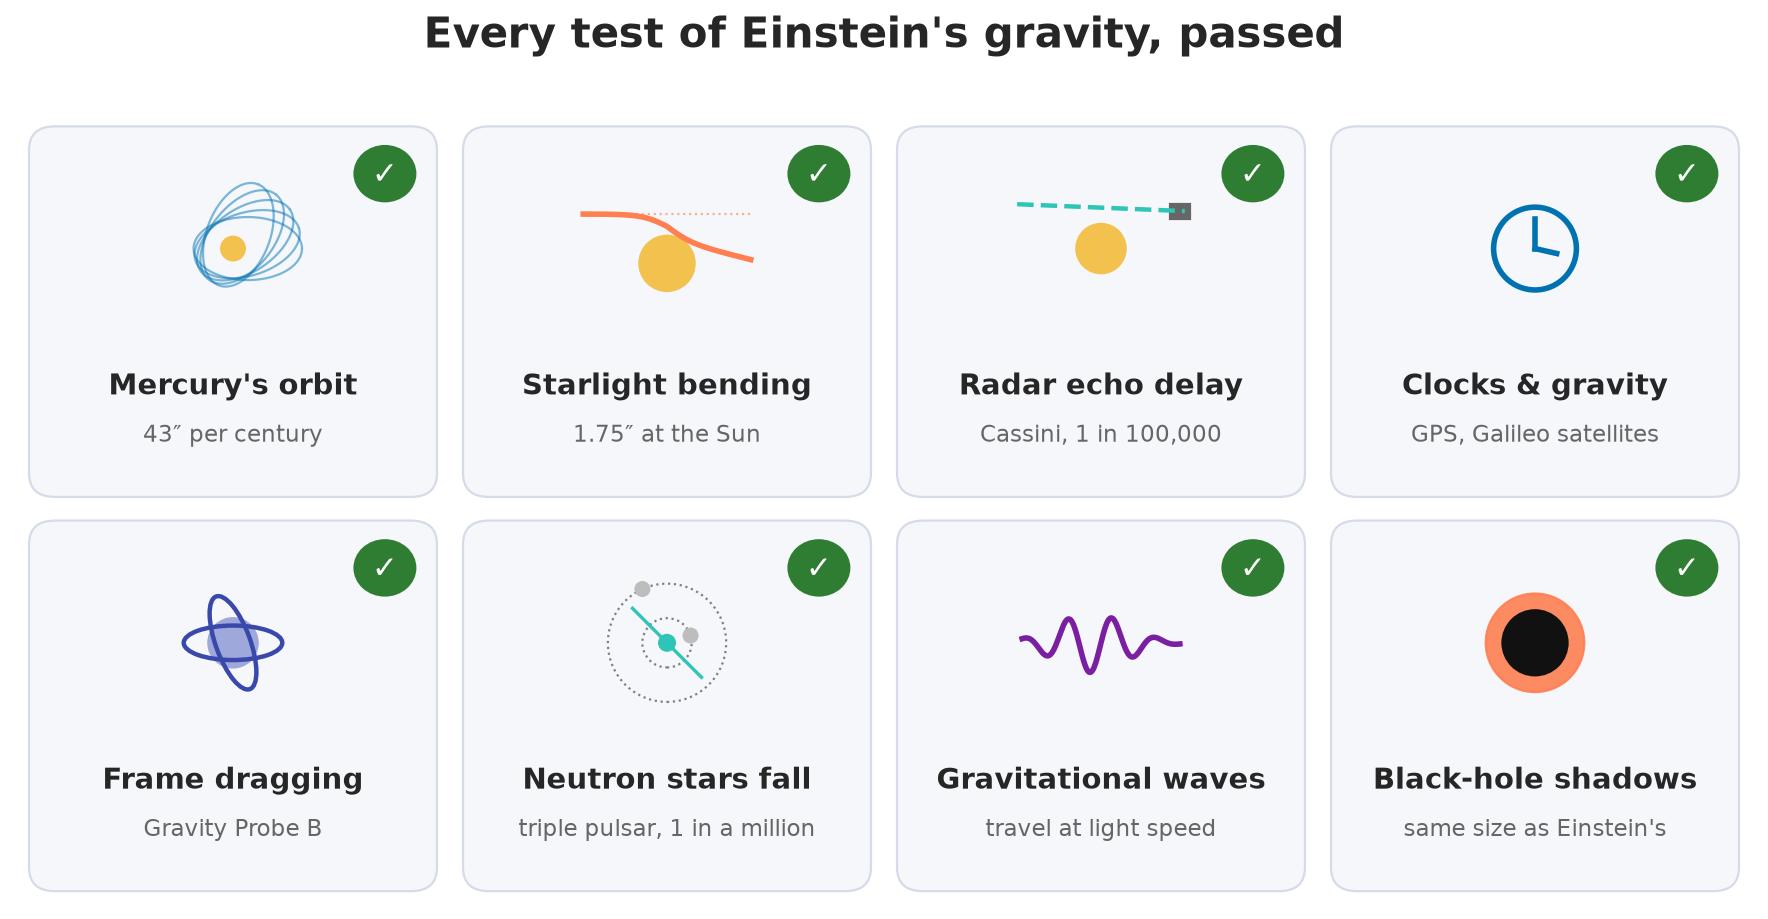 Every test of Einstein's gravity, passed
✓
✓
✓
✓
Mercury's orbit
Starlight bending
Radar echo delay
Clocks & gravity
43″ per century
1.75″ at the Sun
Cassini, 1 in 100,000
GPS, Galileo satellites
✓
✓
✓
✓
Frame dragging
Neutron stars fall
Gravitational waves
Black-hole shadows
Gravity Probe B
triple pulsar, 1 in a million
travel at light speed
same size as Einstein's